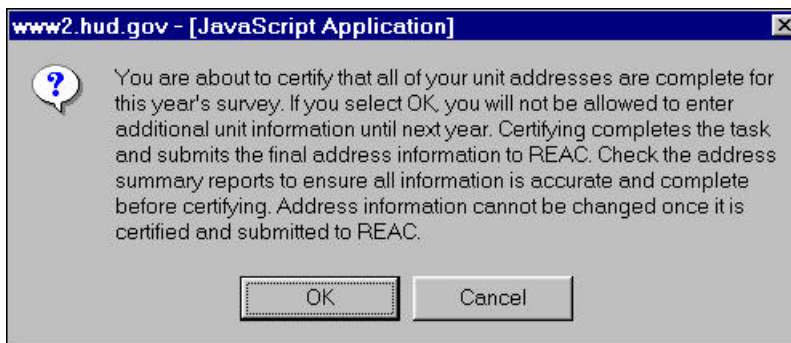 www2.hud.gov - [JavaScript Application]
You are about to certify that all of your unit addresses are complete for
this year's survey. If you select OK, you will not be allowed to enter
additional unit information until next year. Certifying completes the task
and submits the final address information to REAC. Check the address
summary reports to ensure all information is accurate and complete
before certifying. Address information cannot be changed once it is
certified and submitted to REAC.
OK Cancel